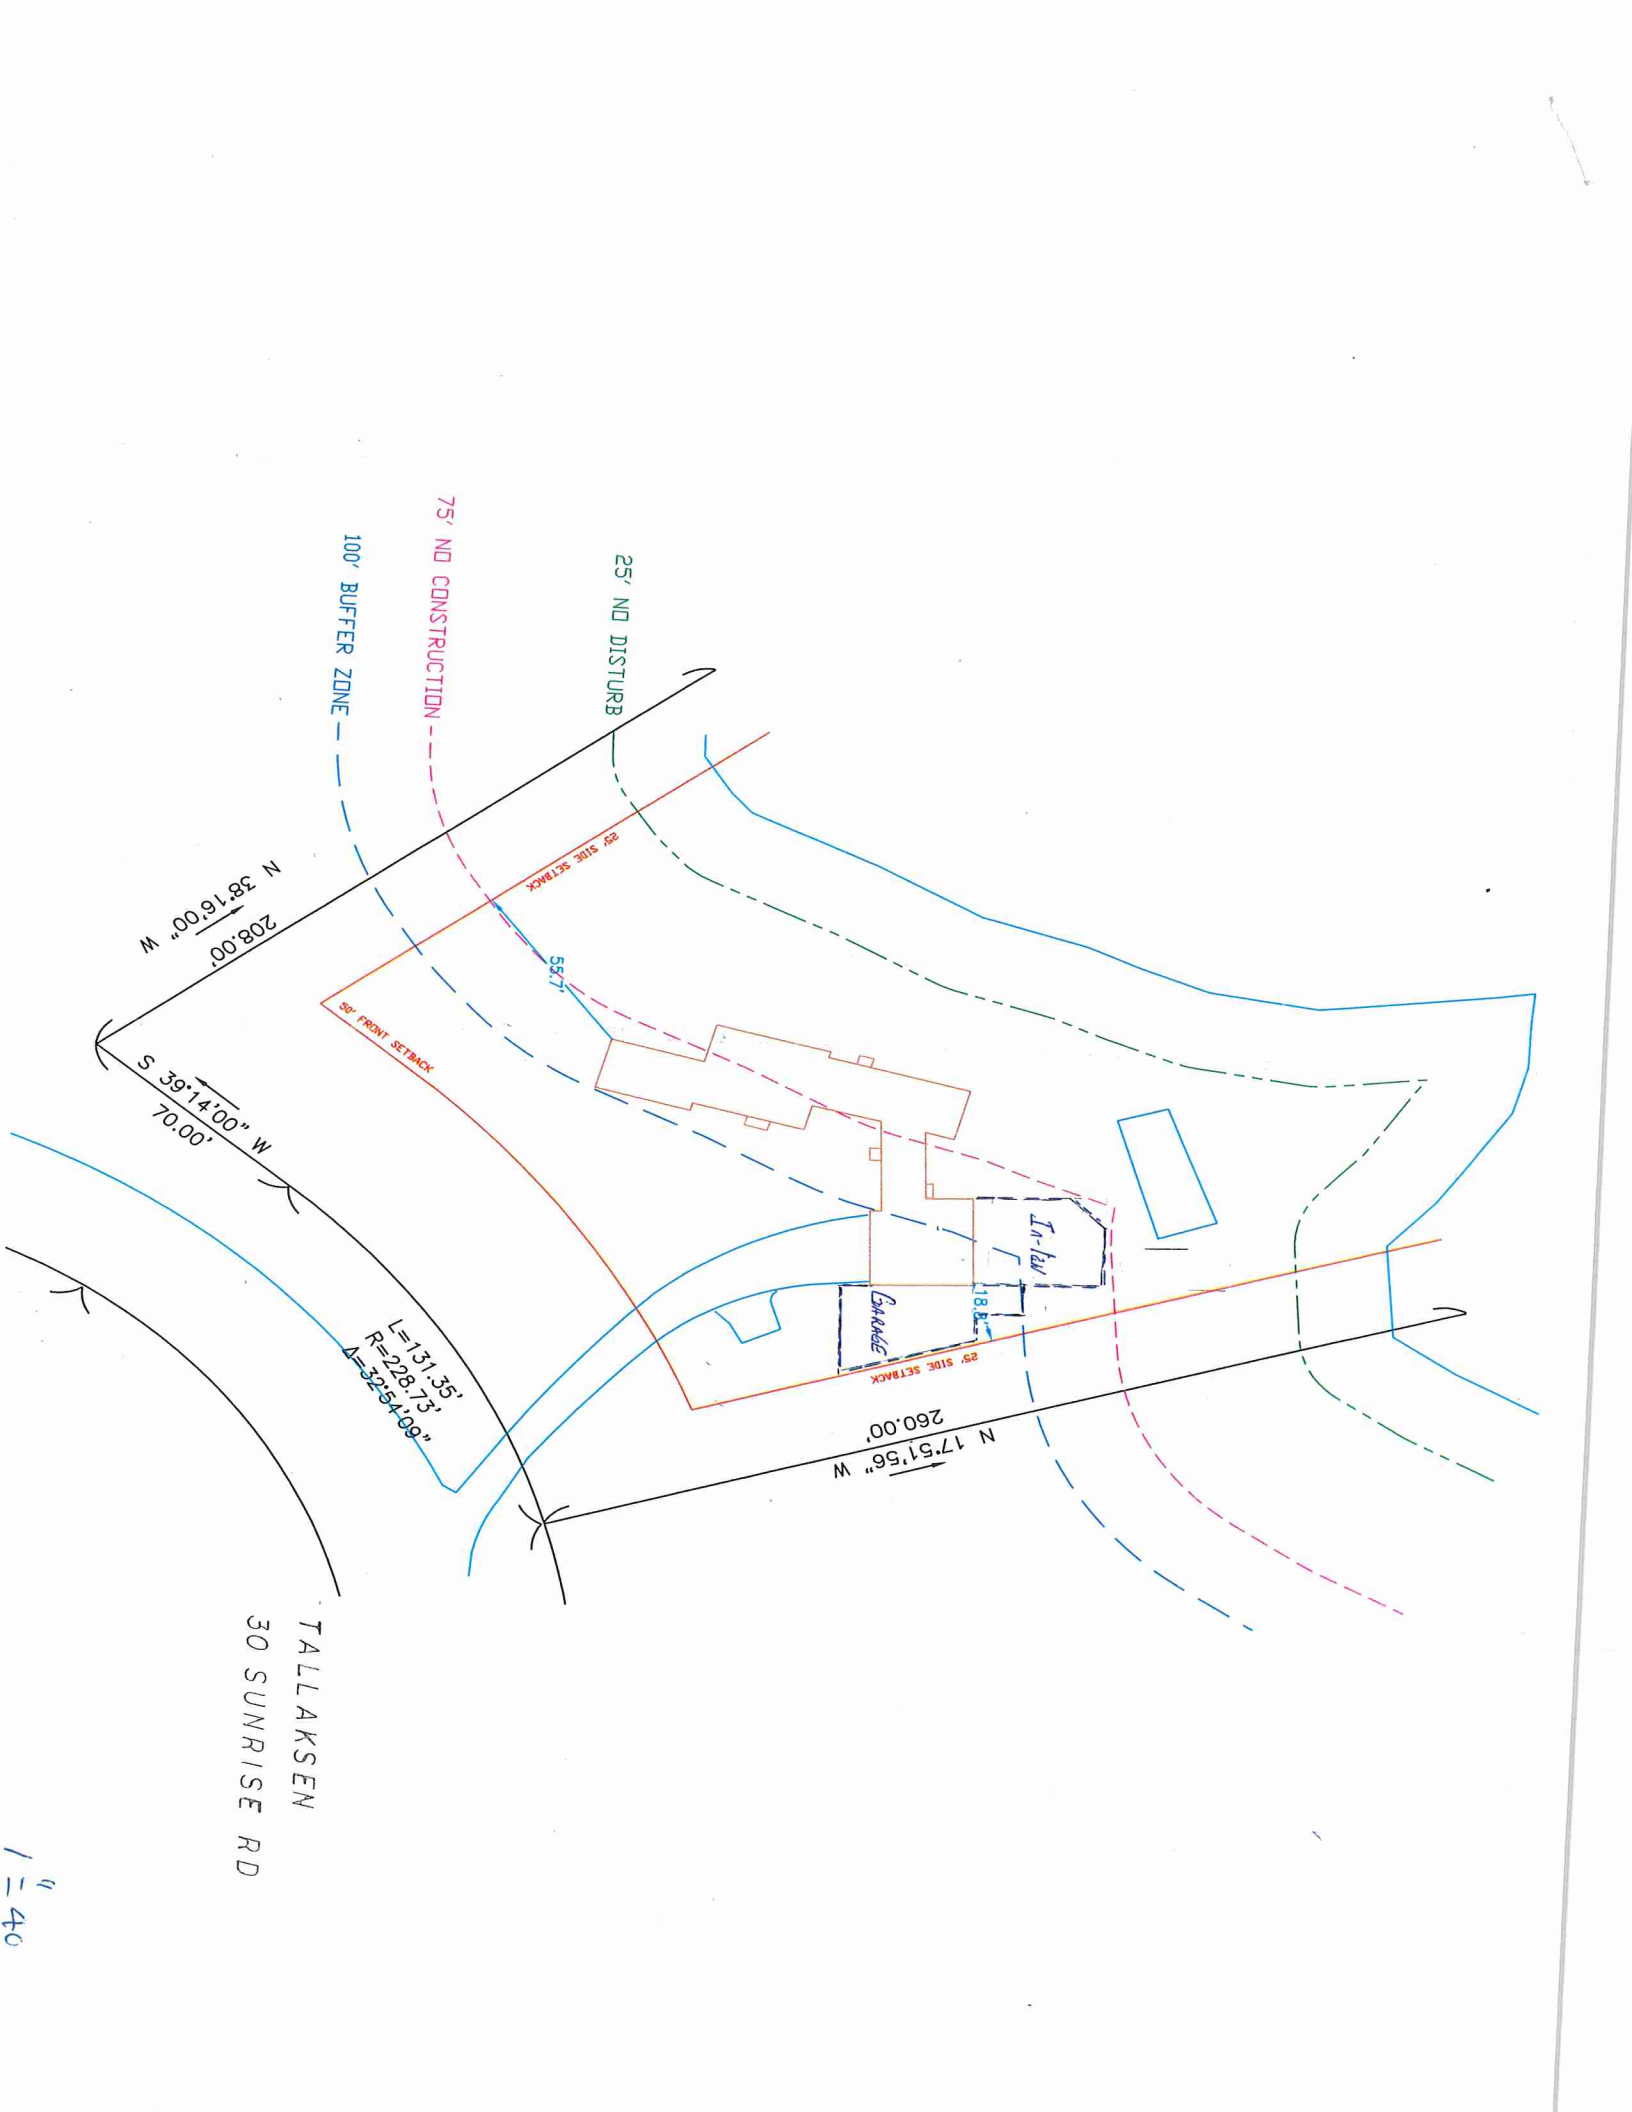 25' NO DISTURB
75' NO CONSTRUCTION
100' BUFFER ZONE
25' SIDE SETBACK
N 38°16'00" W
208.00'
55.7'
50' FRONT SETBACK
S 39°14'00" W
70.00'
In-law
GARAGE
18.8'
25' SIDE SETBACK
260.00'
N 17°51'56" W
L=131.35'
R=228.73'
Δ=32°54'09"
TALLAKSEN
30 SUNRISE RD
1" = 40